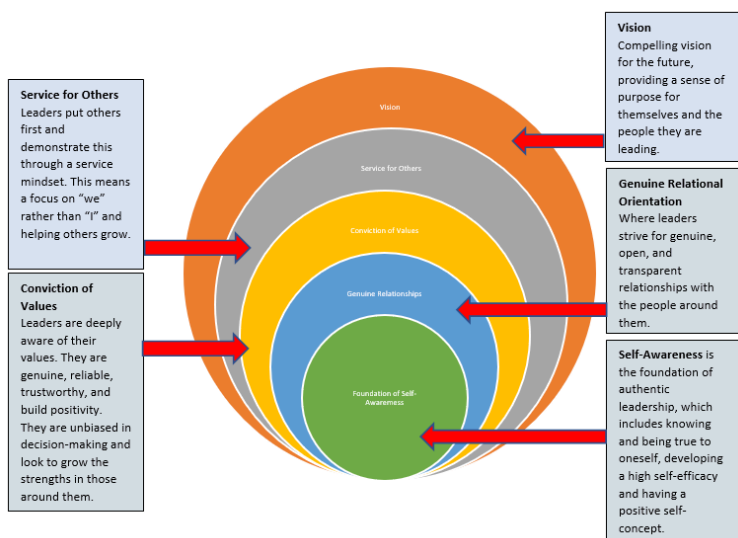 Service for Others
Leaders put others
first and
demonstrate this
through a service
mindset. This means
a focus on “we”
rather than “I” and
helping others grow.
Conviction of
Values
Leaders are deeply
aware of their
values. They are
genuine, reliable,
trustworthy, and
build positivity.
They are unbiased in
decision-making and
look to grow the
strengths in those
around them.
Vision
Service for Others
Conviction of Values
Genuine Relationships
Foundation of Self-
Awareness
Vision
Compelling vision
for the future,
providing a sense of
purpose for
themselves and the
people they are
leading.
Genuine Relational
Orientation
Where leaders
strive for genuine,
open, and
transparent
relationships with
the people around
them.
Self-Awareness is
the foundation of
authentic
leadership, which
includes knowing
and being true to
oneself, developing
a high self-efficacy
and having a
positive self-
concept.